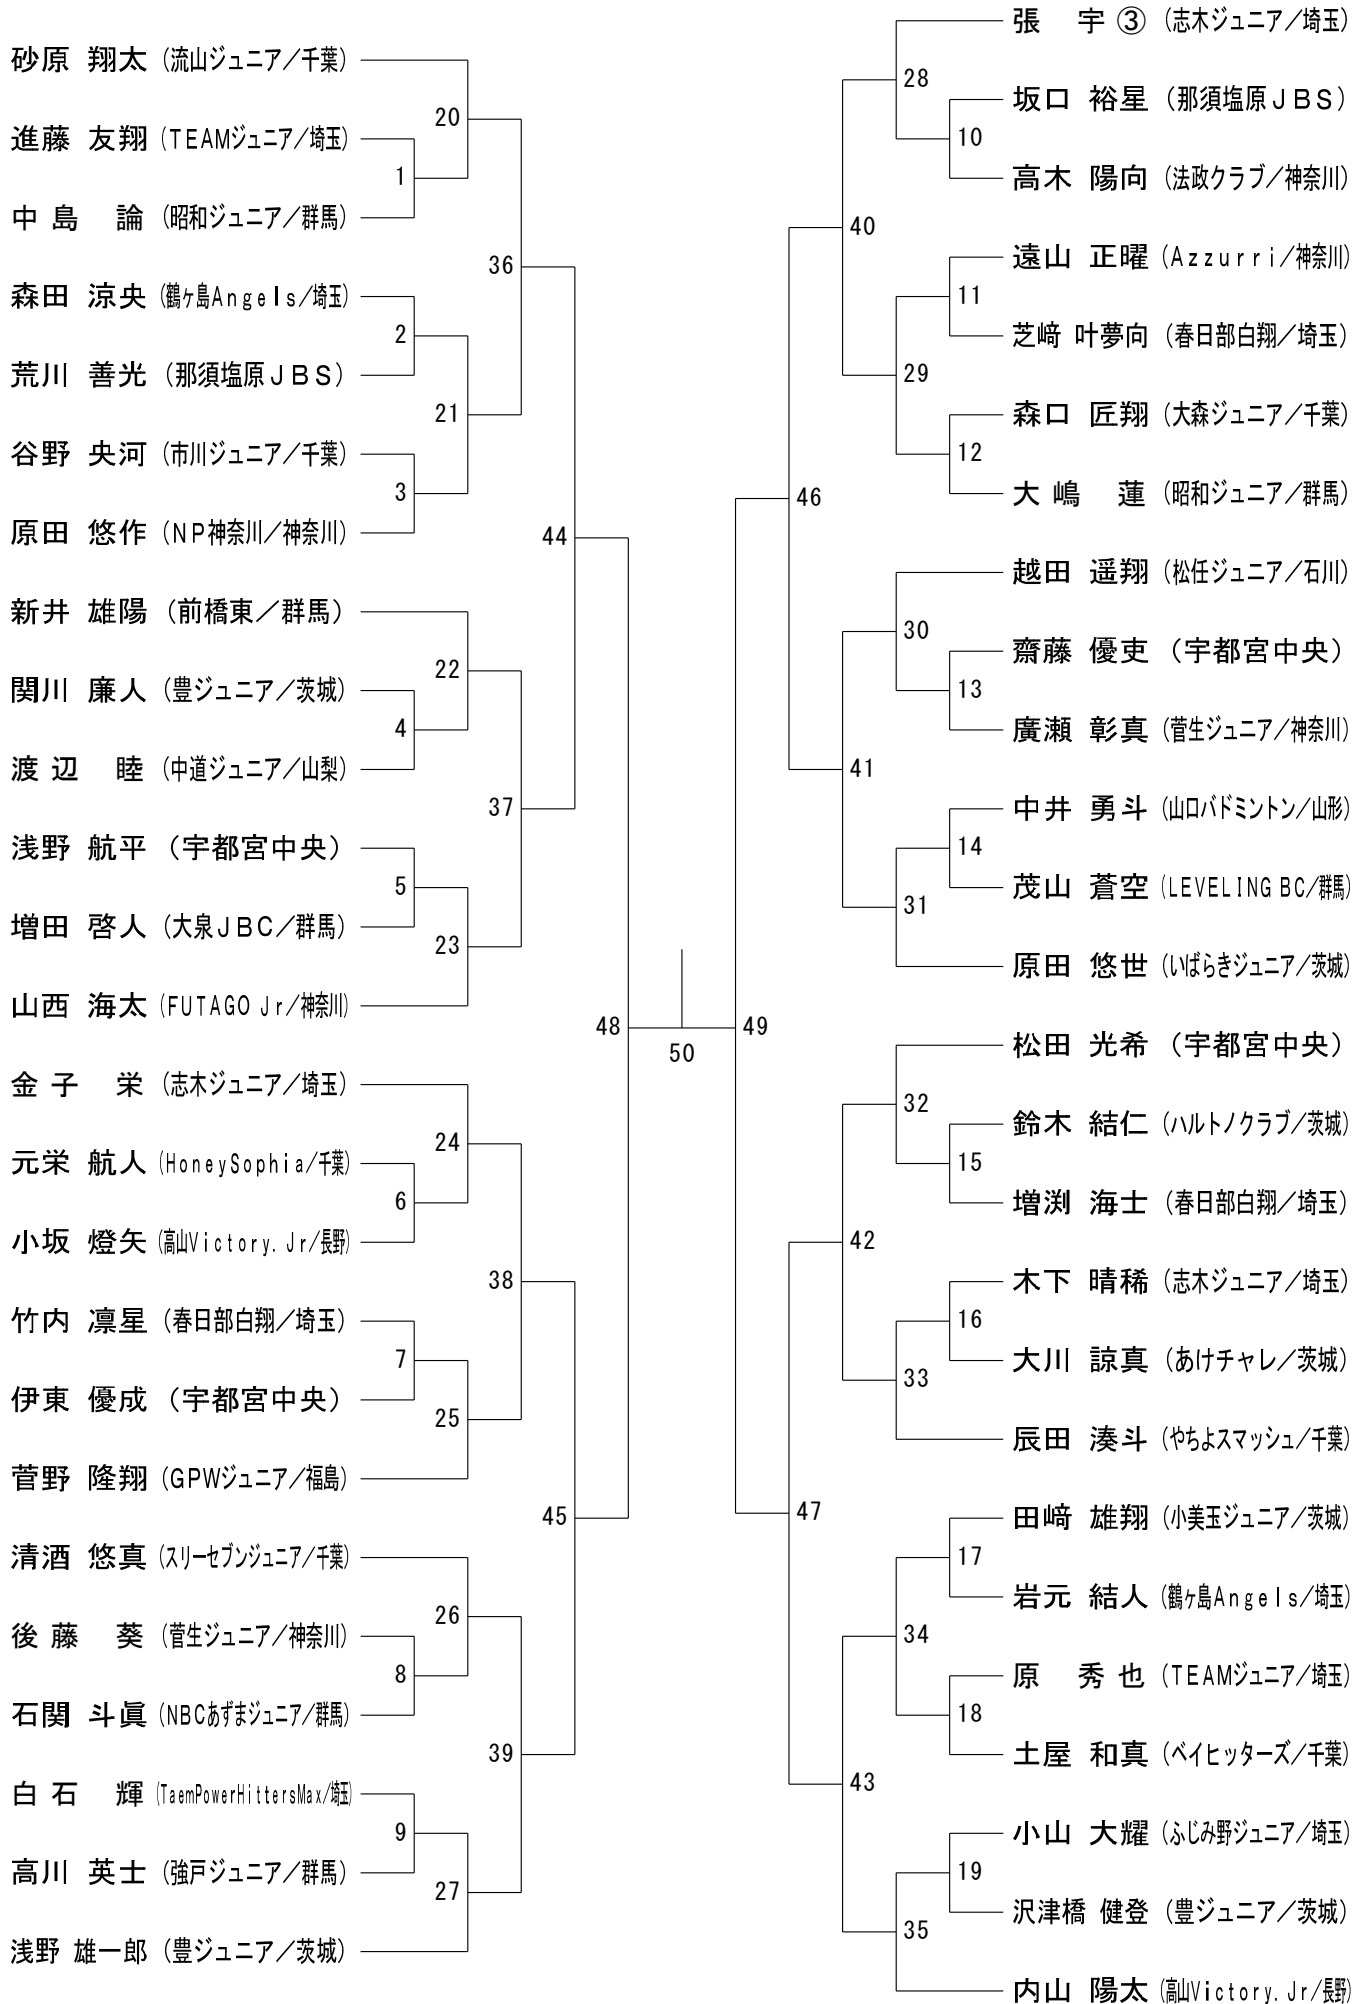 砂原 翔太 (流山ジュニア／千葉)
進藤 友翔 (TEAMジュニア／埼玉)
中島 論 (昭和ジュニア／群馬)
森田 涼央 (鶴ヶ島Angels／埼玉)
荒川 善光 (那須塩原JBS)
谷野 央河 (市川ジュニア／千葉)
原田 悠作 (NP神奈川／神奈川)
新井 雄陽 (前橋東／群馬)
関川 廉人 (豊ジュニア／茨城)
渡辺 睦 (中道ジュニア／山梨)
浅野 航平 (宇都宮中央)
増田 啓人 (大泉JBC／群馬)
山西 海太 (FUTAGO Jr／神奈川)
金子 栄 (志木ジュニア／埼玉)
元栄 航人 (HoneySophia／千葉)
小坂 燈矢 (高山Victory.Jr／長野)
竹内 凛星 (春日部白翔／埼玉)
伊東 優成 (宇都宮中央)
菅野 隆翔 (GPWジュニア／福島)
清酒 悠真 (スリーセブンジュニア／千葉)
後藤 葵 (菅生ジュニア／神奈川)
石関 斗眞 (NBCあずまジュニア／群馬)
白石 輝 (TaemPowerHittersMax／埼玉)
高川 英士 (強戸ジュニア／群馬)
浅野 雄一郎 (豊ジュニア／茨城)
1
2
3
4
5
6
7
8
9
20
21
22
23
24
25
26
27
36
37
38
39
44
45
48
50
49
46
47
40
41
42
43
28
29
30
31
32
33
34
35
10
11
12
13
14
15
16
17
18
19
張 宇 ③ (志木ジュニア／埼玉)
坂口 裕星 (那須塩原JBS)
高木 陽向 (法政クラブ／神奈川)
遠山 正曜 (Azzurri／神奈川)
芝﨑 叶夢向 (春日部白翔／埼玉)
森口 匠翔 (大森ジュニア／千葉)
大嶋 蓮 (昭和ジュニア／群馬)
越田 遥翔 (松任ジュニア／石川)
齋藤 優吏 (宇都宮中央)
廣瀬 彰真 (菅生ジュニア／神奈川)
中井 勇斗 (山口バドミントン／山形)
茂山 蒼空 (LEVELING BC／群馬)
原田 悠世 (いばらきジュニア／茨城)
松田 光希 (宇都宮中央)
鈴木 結仁 (ハルトノクラブ／茨城)
増渕 海士 (春日部白翔／埼玉)
木下 晴稀 (志木ジュニア／埼玉)
大川 諒真 (あけチャレ／茨城)
辰田 湊斗 (やちよスマッシュ／千葉)
田﨑 雄翔 (小美玉ジュニア／茨城)
岩元 結人 (鶴ヶ島Angels／埼玉)
原 秀也 (TEAMジュニア／埼玉)
土屋 和真 (ベイヒッターズ／千葉)
小山 大耀 (ふじみ野ジュニア／埼玉)
沢津橋 健登 (豊ジュニア／茨城)
内山 陽太 (高山Victory.Jr／長野)